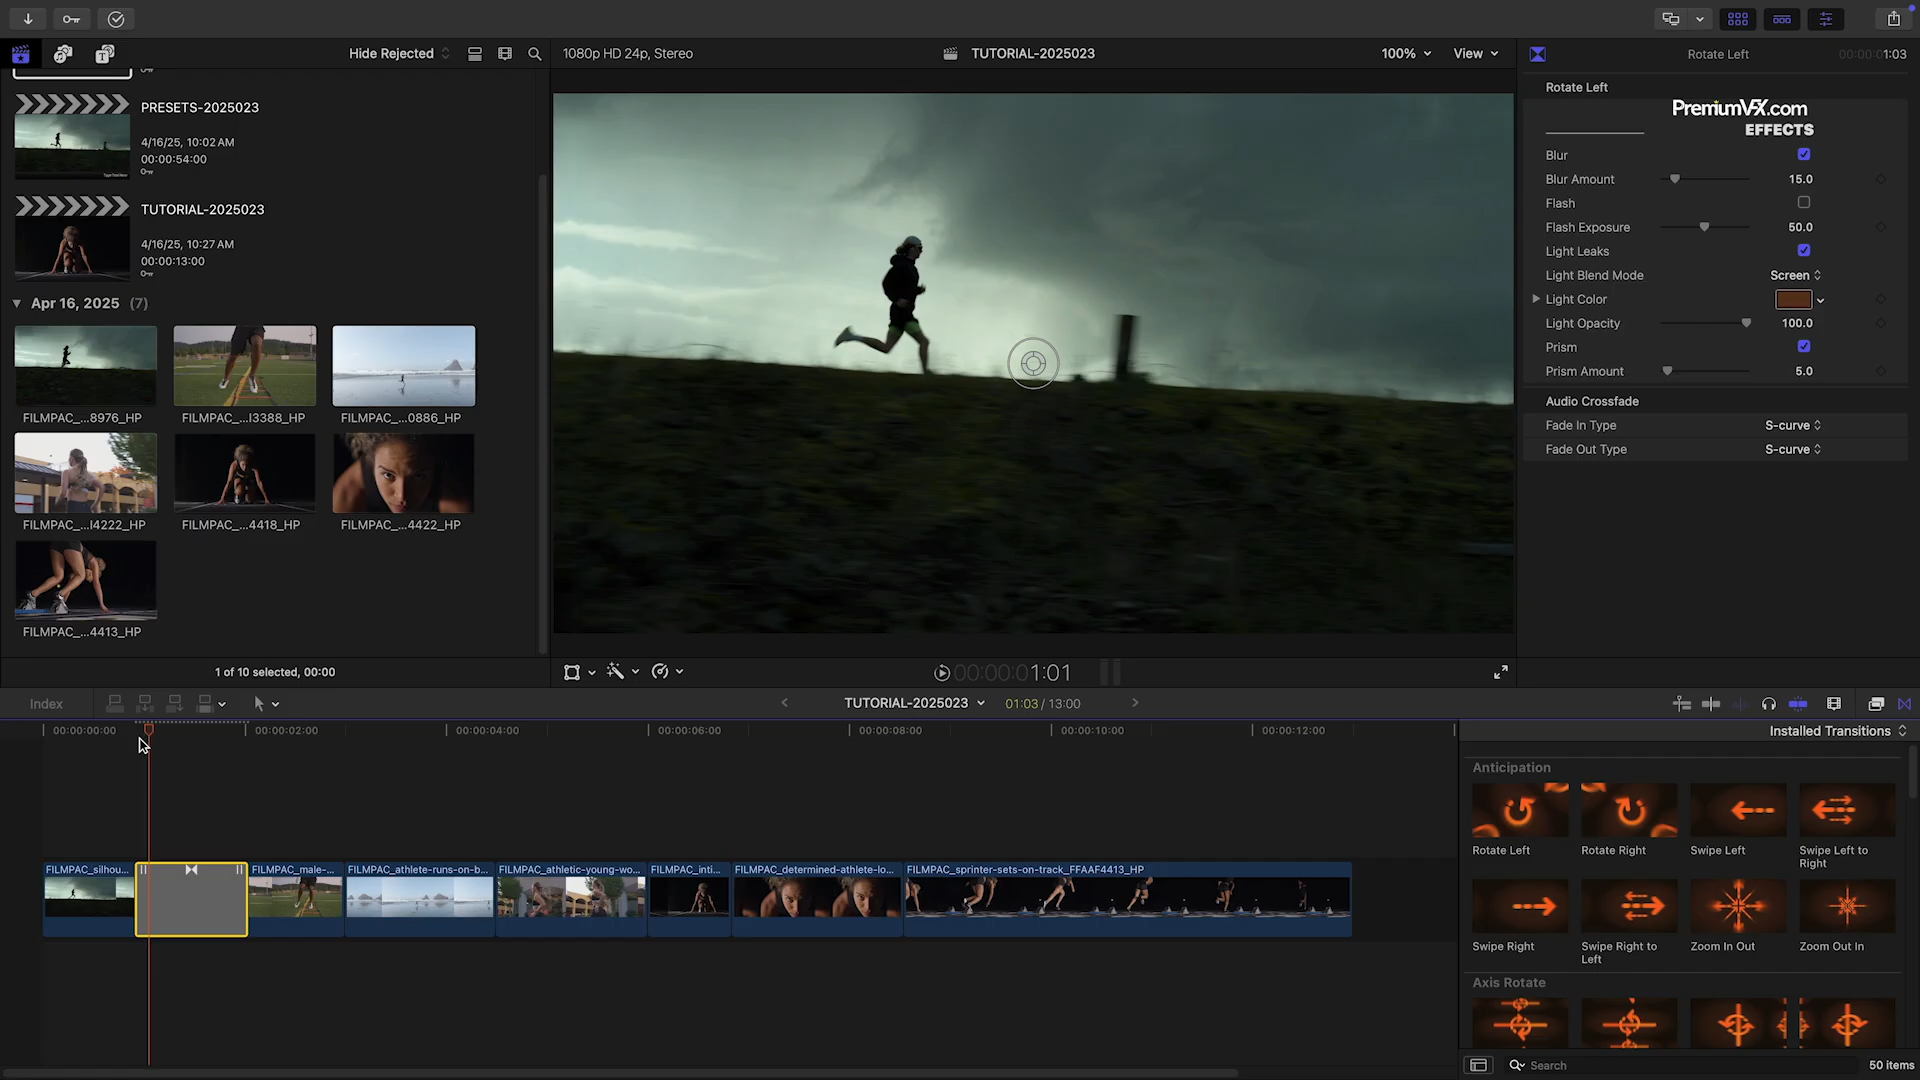 Hide Rejected
1080p HD 24p, Stereo
TUTORIAL-2025023
100%
View
Rotate Left
00:00:01:03
PRESETS-2025023
4/16/25, 10:02 AM
00:00:54:00
TUTORIAL-2025023
4/16/25, 10:27 AM
00:00:13:00
Apr 16, 2025 (7)
FILMPAC_...8976_HP
FILMPAC_...I3388_HP
FILMPAC_...0886_HP
FILMPAC_...I4222_HP
FILMPAC_...4418_HP
FILMPAC_...4422_HP
FILMPAC_...4413_HP
1 of 10 selected, 00:00
00:00:01:01
Rotate Left
PremiumVFX.com
EFFECTS
Blur
Blur Amount 15.0
Flash
Flash Exposure 50.0
Light Leaks
Light Blend Mode Screen
Light Color
Light Opacity 100.0
Prism
Prism Amount 5.0
Audio Crossfade
Fade In Type S-curve
Fade Out Type S-curve
Index
TUTORIAL-2025023
01:03 / 13:00
00:00:00:00
00:00:02:00
00:00:04:00
00:00:06:00
00:00:08:00
00:00:10:00
00:00:12:00
FILMPAC_silhou...
FILMPAC_male-...
FILMPAC_athlete-runs-on-b...
FILMPAC_athletic-young-wo...
FILMPAC_inti...
FILMPAC_determined-athlete-lo...
FILMPAC_sprinter-sets-on-track_FFAAF4413_HP
Installed Transitions
Anticipation
Rotate Left
Rotate Right
Swipe Left
Swipe Left to
Right
Swipe Right
Swipe Right to
Left
Zoom In Out
Zoom Out In
Axis Rotate
Search
50 items